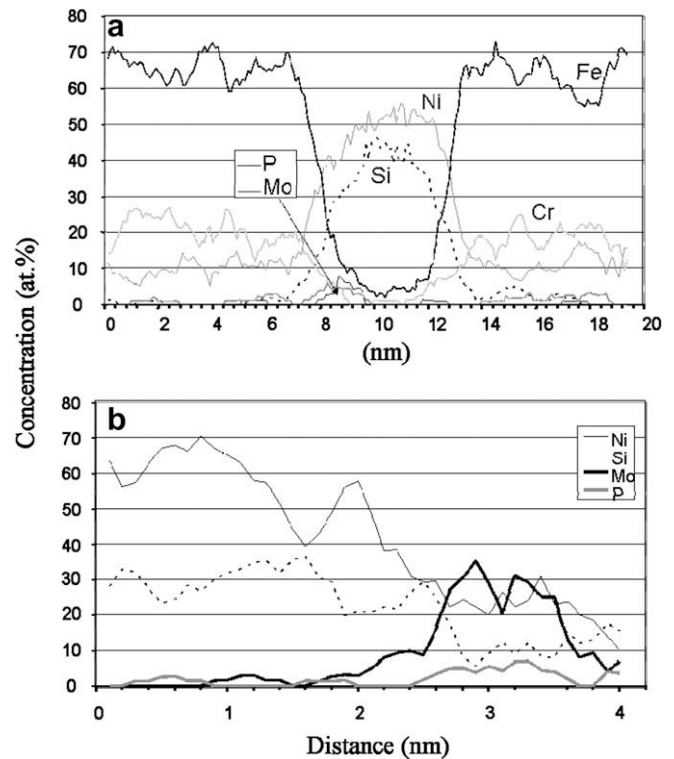 a
80
70
60
50
40
30
20
10
0
Fe
Ni
P
Mo
Si
Cr
0 2 4 6 8 10 12 14 16 18 20
(nm)
Concentration (at.%)
b
80
70
60
50
40
30
20
10
0
Ni
Si
Mo
P
0 1 2 3 4
Distance (nm)